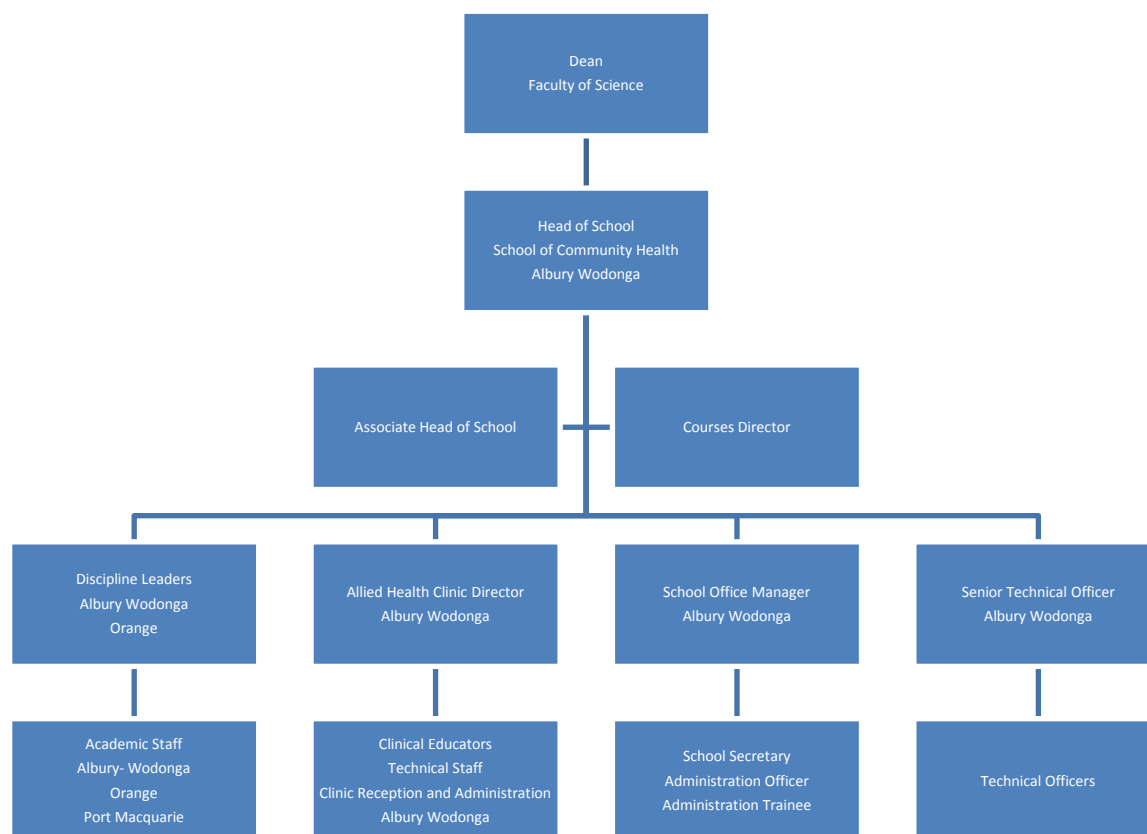 Dean
Faculty of Science
Head of School
School of Community Health
Albury Wodonga
Associate Head of School
Courses Director
Discipline Leaders
Albury Wodonga
Orange
Allied Health Clinic Director
Albury Wodonga
School Office Manager
Albury Wodonga
Senior Technical Officer
Albury Wodonga
Academic Staff
Albury- Wodonga
Orange
Port Macquarie
Clinical Educators
Technical Staff
Clinic Reception and Administration
Albury Wodonga
School Secretary
Administration Officer
Administration Trainee
Technical Officers